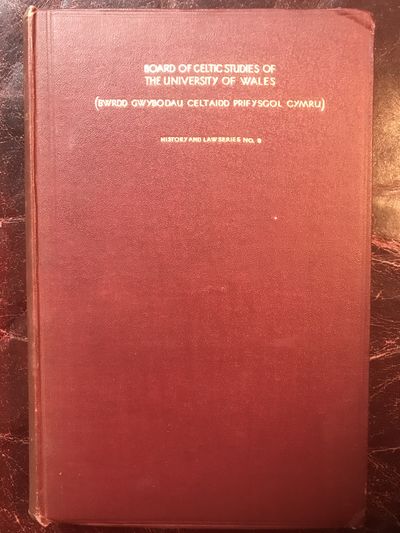 BOARD OF CELTIC STUDIES OF
THE UNIVERSITY OF WALES
(BWRDD GWYBODAU CELTAIDD PRIFYSGOL CYMRU)
HISTORY AND LAW SERIES NO.